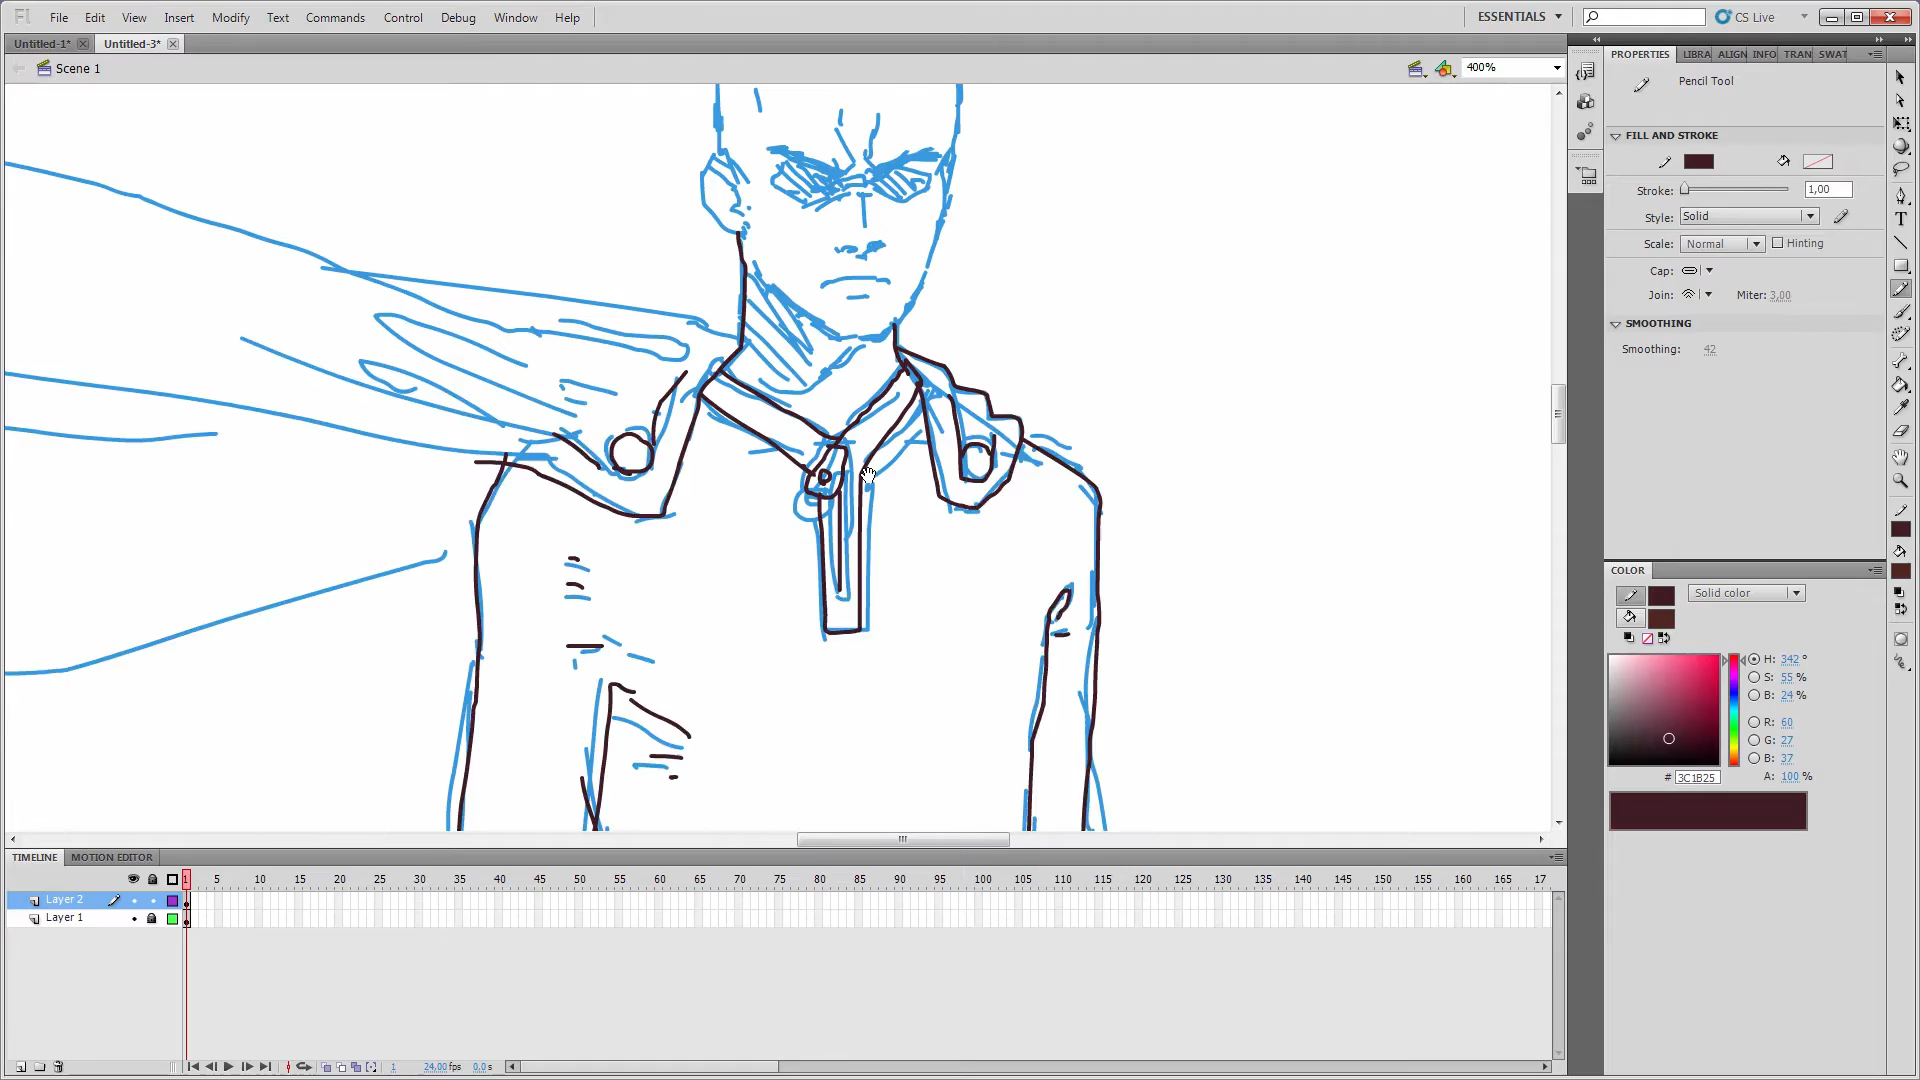 Fl File Edit View Insert Modify Text Commands Control Debug Window Help ESSENTIALS CS Live
Untitled-1* Untitled-3*
Scene 1 400%
PROPERTIES LIBRA ALIGN INFO TRAN SWAT
Pencil Tool
FILL AND STROKE
Stroke: 1,00
Style: Solid
Scale: Normal Hinting
Cap:
Join: Miter: 3,00
SMOOTHING
Smoothing: 42
COLOR
Solid color
H: 342 °
S: 55 %
B: 24 %
R: 60
G: 27
B: 37
# 3C1B25 A: 100 %
TIMELINE MOTION EDITOR
1 5 10 15 20 25 30 35 40 45 50 55 60 65 70 75 80 85 90 95 100 105 110 115 120 125 130 135 140 145 150 155 160 165 17
Layer 2
Layer 1
1 24,00 fps 0.0 s